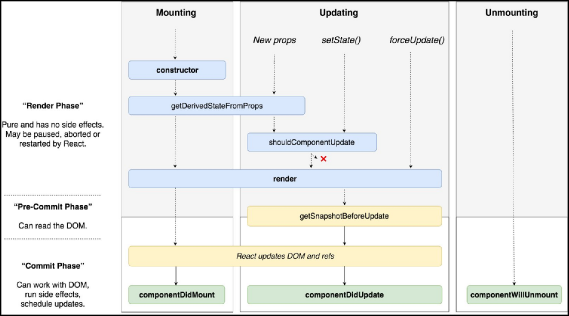 Mounting
Updating
Unmounting
New props
setState()
forceUpdate()
constructor
getDerivedStateFromProps
shouldComponentUpdate
render
getSnapshotBeforeUpdate
React updates DOM and refs
componentDidMount
componentDidUpdate
componentWillUnmount
“Render Phase”
Pure and has no side effects.
May be paused, aborted or
restarted by React.
“Pre-Commit Phase”
Can read the DOM.
“Commit Phase”
Can work with DOM,
run side effects,
schedule updates.